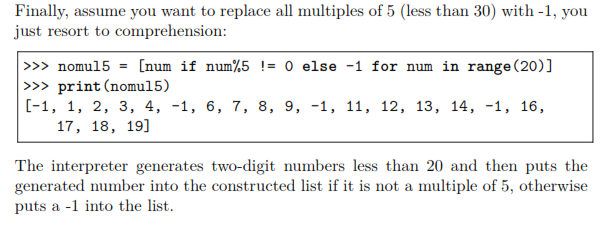 Finally, assume you want to replace all multiples of 5 (less than 30) with -1, you
just resort to comprehension:
>>> nomul5 = [num if num%5 != 0 else -1 for num in range(20)]
>>> print(nomul5)
[-1, 1, 2, 3, 4, -1, 6, 7, 8, 9, -1, 11, 12, 13, 14, -1, 16,
17, 18, 19]
The interpreter generates two-digit numbers less than 20 and then puts the
generated number into the constructed list if it is not a multiple of 5, otherwise
puts a -1 into the list.